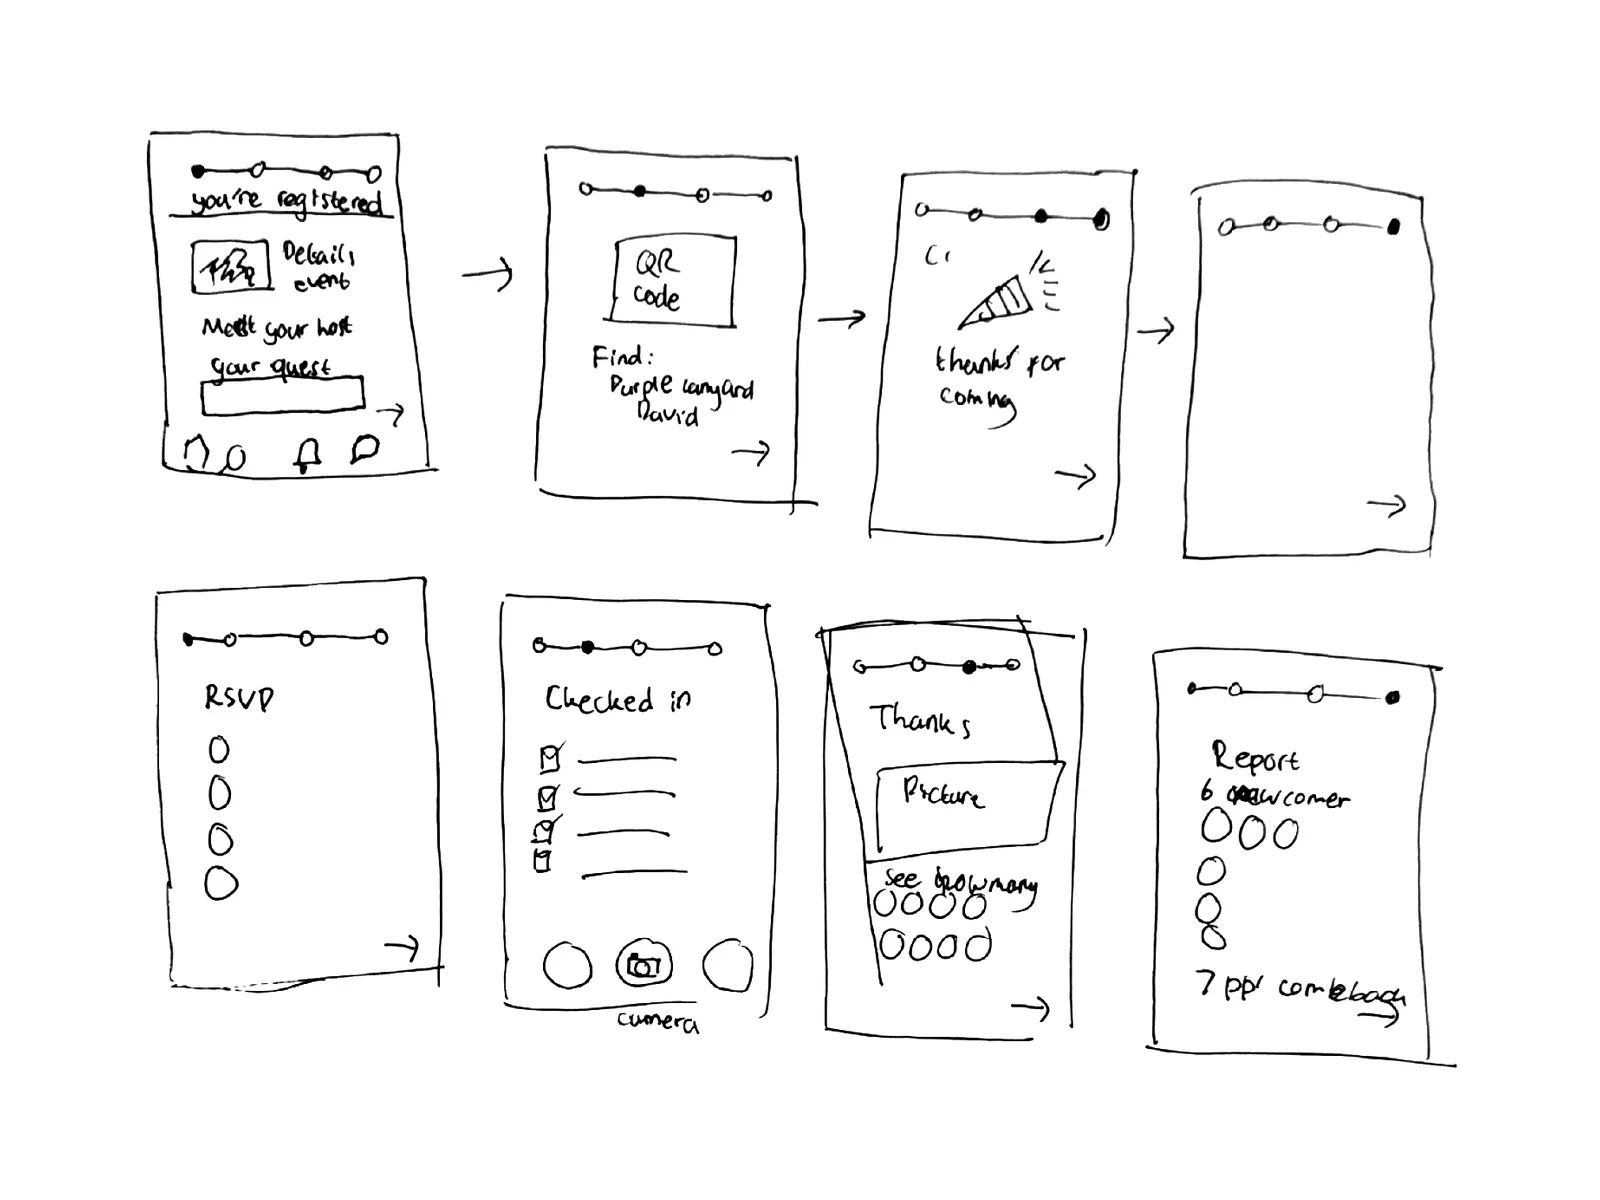 you're registered
Details
event
Meet your host
your quest
QR
code
Find:
Purple lanyard
David
thanks for
coming
RSVP
Checked in
camera
Thanks
Picture
see how many
Report
6 newcomer
7 ppl comeback